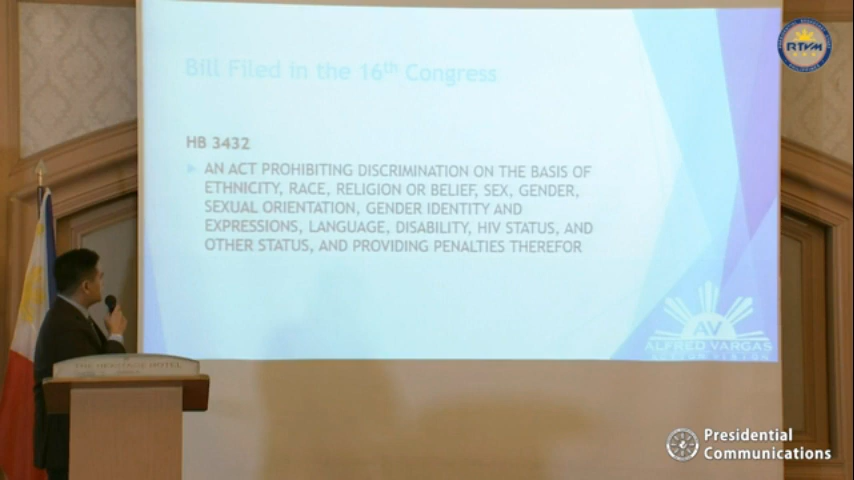 RTVM
Bill Filed in the 16th Congress
HB 3432
AN ACT PROHIBITING DISCRIMINATION ON THE BASIS OF
ETHNICITY, RACE, RELIGION OR BELIEF, SEX, GENDER,
SEXUAL ORIENTATION, GENDER IDENTITY AND
EXPRESSIONS, LANGUAGE, DISABILITY, HIV STATUS, AND
OTHER STATUS, AND PROVIDING PENALTIES THEREFOR
AV
ALFRED VARGAS
THE HERITAGE HOTEL
Presidential
Communications